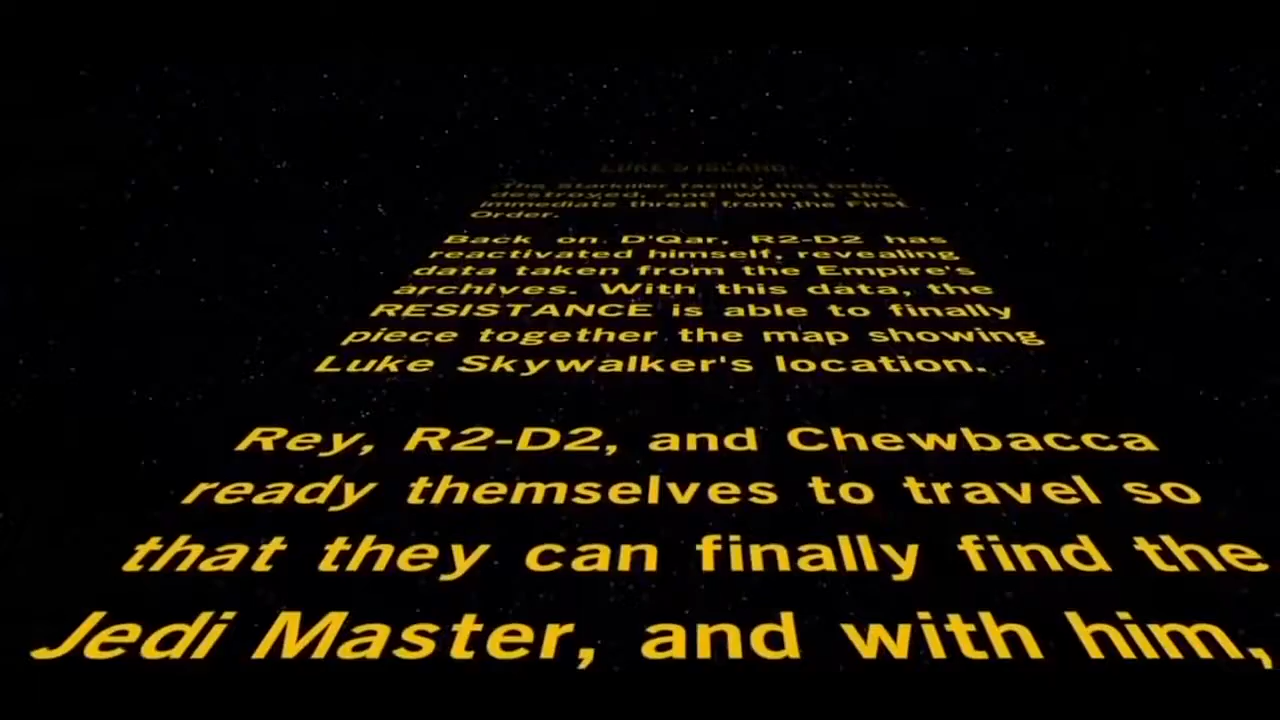 LUKE'S ISLAND
The Starkiller facility has been
destroyed, and with it the
immediate threat from the First
Order.
Back on D'Qar, R2-D2 has
reactivated himself, revealing
data taken from the Empire's
archives. With this data, the
RESISTANCE is able to finally
piece together the map showing
Luke Skywalker's location.
Rey, R2-D2, and Chewbacca
ready themselves to travel so
that they can finally find the
Jedi Master, and with him,